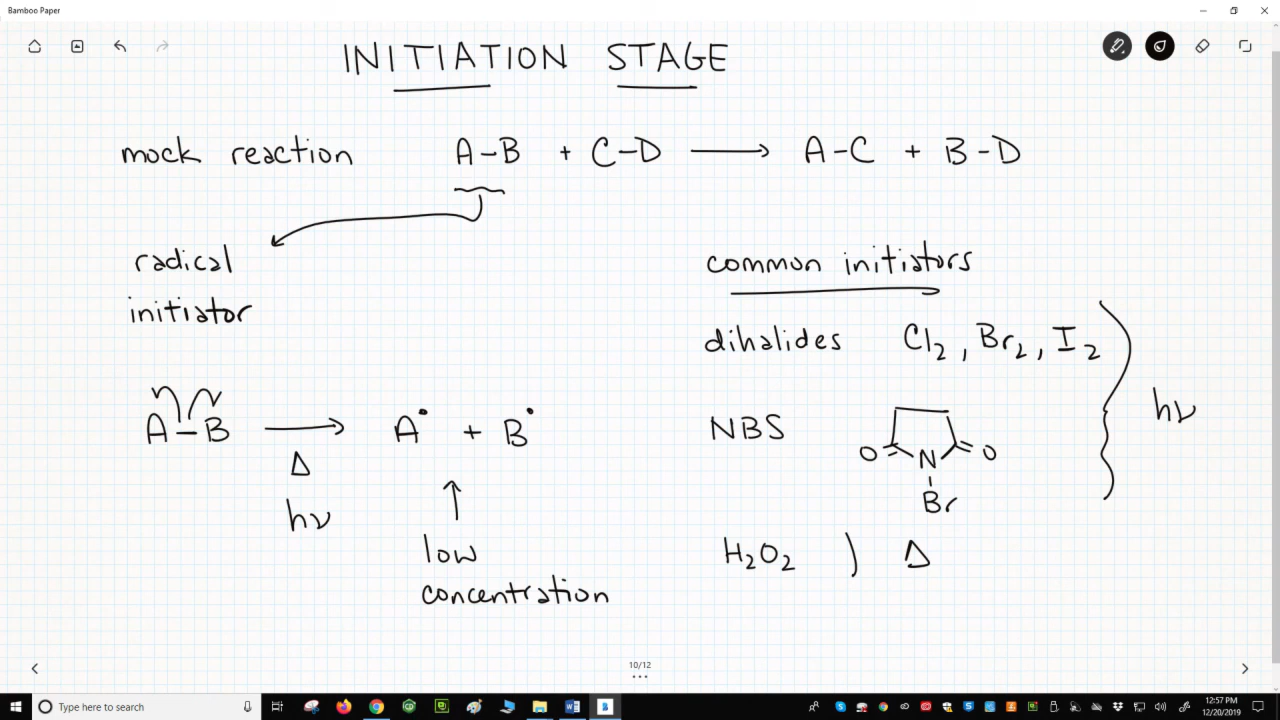 Bamboo Paper
INITIATION STAGE
mock reaction A-B + C-D ⟶ A-C + B-D
radical
initiator
common initiators
dihalides Cl₂, Br₂, I₂
hν
A-B ⟶ A• + B•
Δ
hν
low
concentration
NBS
O= N =O
Br
H₂O₂ ) Δ
10/12
Type here to search
12:57 PM
12/20/2019